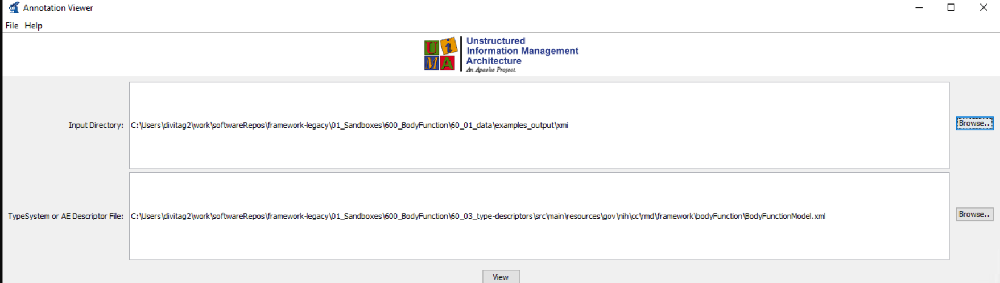 Annotation Viewer
File Help
UIMA
Unstructured
Information Management
Architecture
An Apache Project.
Input Directory: C:\Users\divitag2\work\softwareRepos\framework-legacy\01_Sandboxes\600_BodyFunction\60_01_data\examples_output\xmi Browse..
TypeSystem or AE Descriptor File: C:\Users\divitag2\work\softwareRepos\framework-legacy\01_Sandboxes\600_BodyFunction\60_03_type-descriptors\src\main\resources\gov\nih\cc\rmd\framework\bodyFunction\BodyFunctionModel.xml Browse..
View